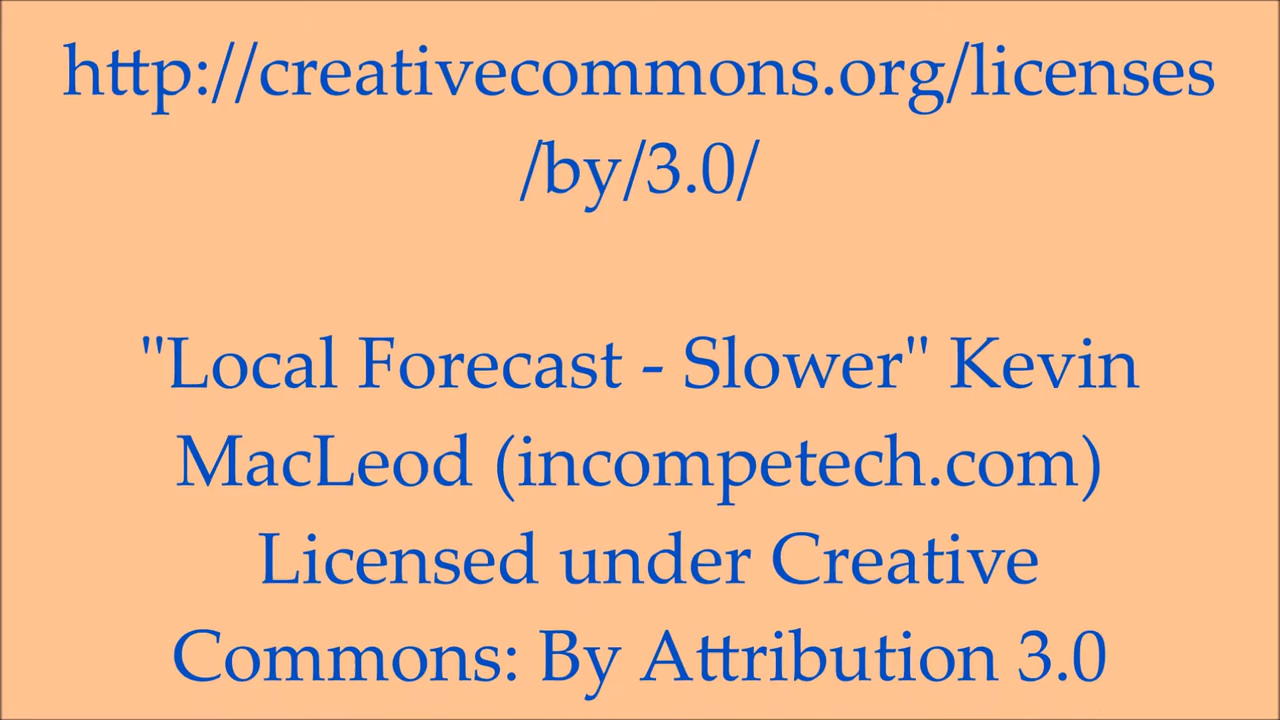 http://creativecommons.org/licenses
/by/3.0/
"Local Forecast - Slower" Kevin
MacLeod (incompetech.com)
Licensed under Creative
Commons: By Attribution 3.0